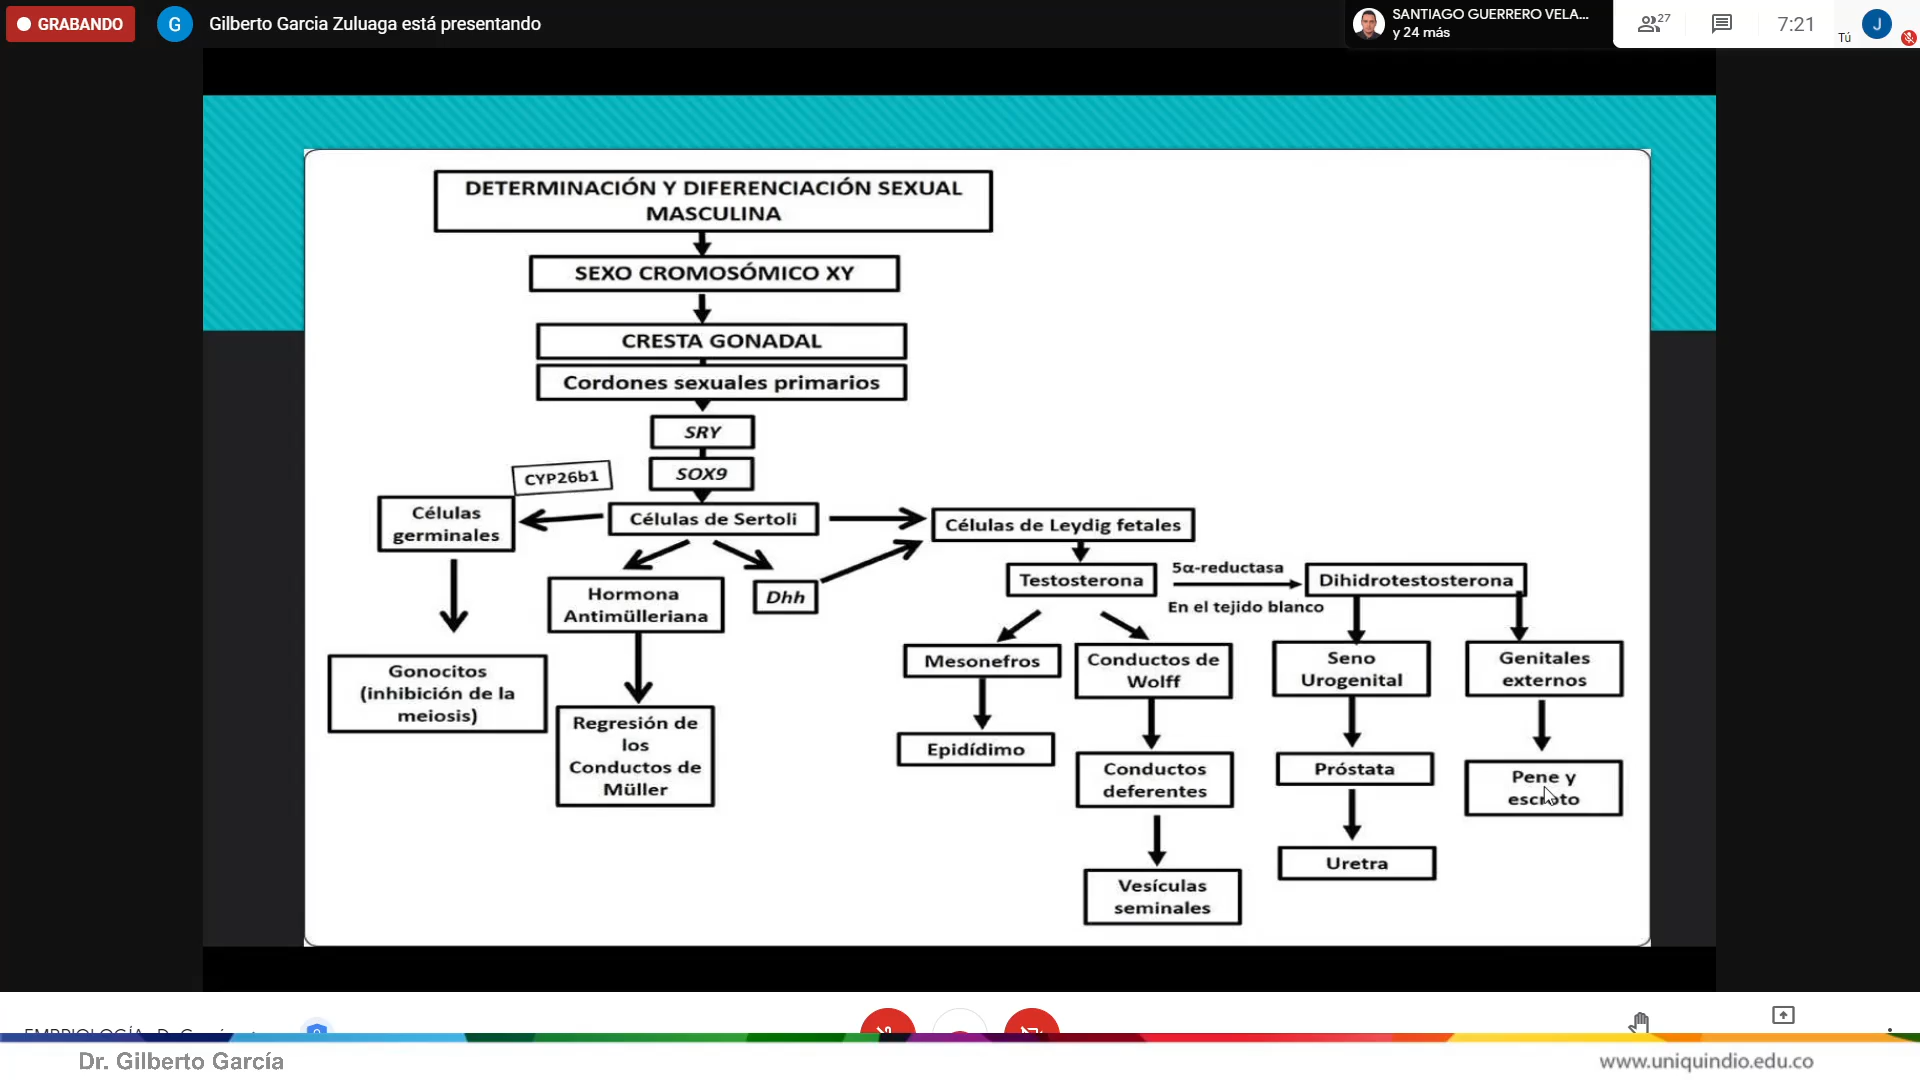 GRABANDO
G
Gilberto Garcia Zuluaga está presentando
SANTIAGO GUERRERO VELA...
y 24 más
27
7:21
Tú
J
DETERMINACIÓN Y DIFERENCIACIÓN SEXUAL
MASCULINA
SEXO CROMOSÓMICO XY
CRESTA GONADAL
Cordones sexuales primarios
SRY
SOX9
CYP26b1
Células
germinales
Células de Sertoli
Células de Leydig fetales
Gonocitos
(inhibición de la
meiosis)
Hormona
Antimülleriana
Dhh
Regresión de
los
Conductos de
Müller
Testosterona
5α-reductasa
En el tejido blanco
Dihidrotestosterona
Mesonefros
Epidídimo
Conductos de
Wolff
Conductos
deferentes
Vesículas
seminales
Seno
Urogenital
Próstata
Uretra
Genitales
externos
Pene y
escroto
Dr. Gilberto García
www.uniquindio.edu.co